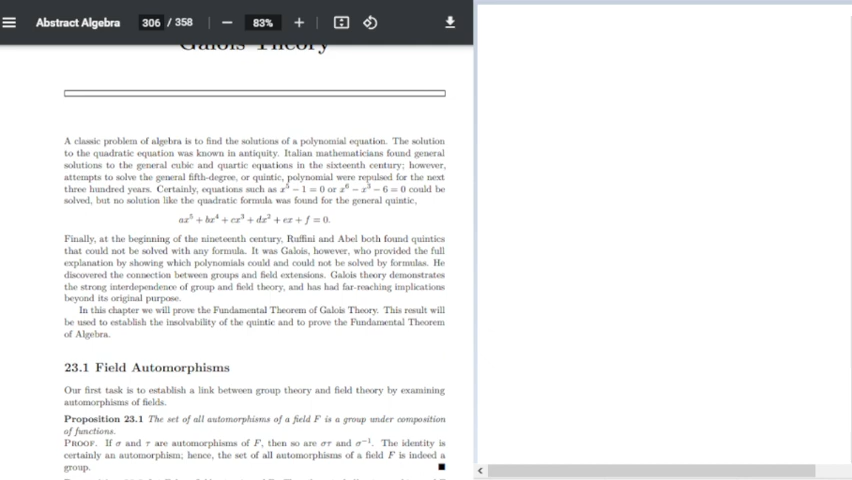 Abstract Algebra 306 / 358 83%
Galois Theory
A classic problem of algebra is to find the solutions of a polynomial equation. The solution
to the quadratic equation was known in antiquity. Italian mathematicians found general
solutions to the general cubic and quartic equations in the sixteenth century; however,
attempts to solve the general fifth-degree, or quintic, polynomial were repulsed for the next
three hundred years. Certainly, equations such as x⁵ − 1 = 0 or x⁶ − x³ − 6 = 0 could be
solved, but no solution like the quadratic formula was found for the general quintic,
ax⁵ + bx⁴ + cx³ + dx² + ex + f = 0.
Finally, at the beginning of the nineteenth century, Ruffini and Abel both found quintics
that could not be solved with any formula. It was Galois, however, who provided the full
explanation by showing which polynomials could and could not be solved by formulas. He
discovered the connection between groups and field extensions. Galois theory demonstrates
the strong interdependence of group and field theory, and has had far-reaching implications
beyond its original purpose.
In this chapter we will prove the Fundamental Theorem of Galois Theory. This result will
be used to establish the insolvability of the quintic and to prove the Fundamental Theorem
of Algebra.
23.1 Field Automorphisms
Our first task is to establish a link between group theory and field theory by examining
automorphisms of fields.
Proposition 23.1 The set of all automorphisms of a field F is a group under composition
of functions.
Proof. If σ and τ are automorphisms of F, then so are στ and σ⁻¹. The identity is
certainly an automorphism; hence, the set of all automorphisms of a field F is indeed a
group.